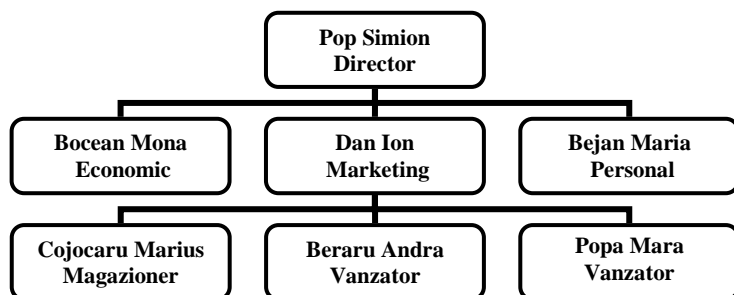 Pop Simion
Director
Bocean Mona
Economic
Dan Ion
Marketing
Bejan Maria
Personal
Cojocaru Marius
Magazioner
Beraru Andra
Vanzator
Popa Mara
Vanzator